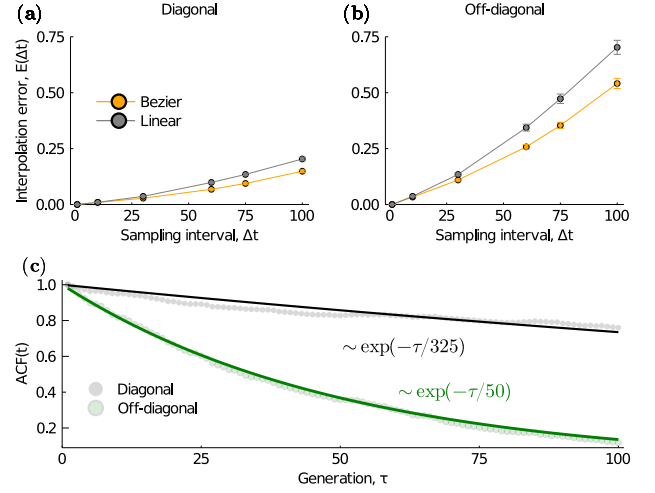 (a) Diagonal
(b) Off-diagonal
Interpolation error, E(Δt)
0.75
0.50
0.25
0.00
Bezier
Linear
0 25 50 75 100
Sampling interval, Δt
0.75
0.50
0.25
0.00
0 25 50 75 100
Sampling interval, Δt
(c)
ACF(t)
1.0
0.8
0.6
0.4
0.2
∼ exp(−τ/325)
∼ exp(−τ/50)
Diagonal
Off-diagonal
0 25 50 75 100
Generation, τ